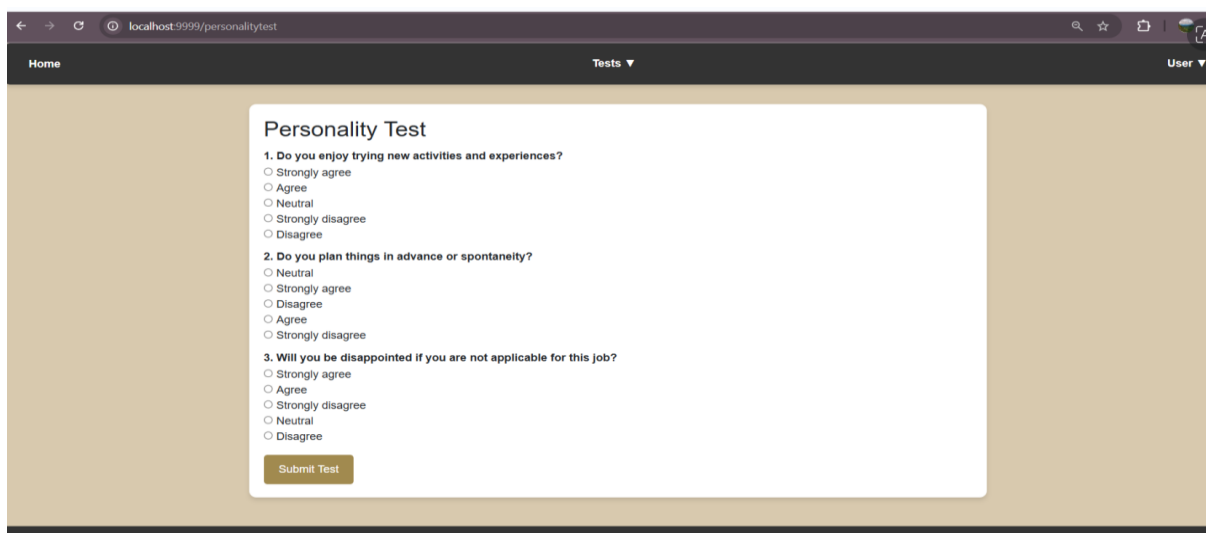 localhost:9999/personalitytest
Home
Tests ▼
User ▼
Personality Test
1. Do you enjoy trying new activities and experiences?
Strongly agree
Agree
Neutral
Strongly disagree
Disagree
2. Do you plan things in advance or spontaneity?
Neutral
Strongly agree
Disagree
Agree
Strongly disagree
3. Will you be disappointed if you are not applicable for this job?
Strongly agree
Agree
Strongly disagree
Neutral
Disagree
Submit Test